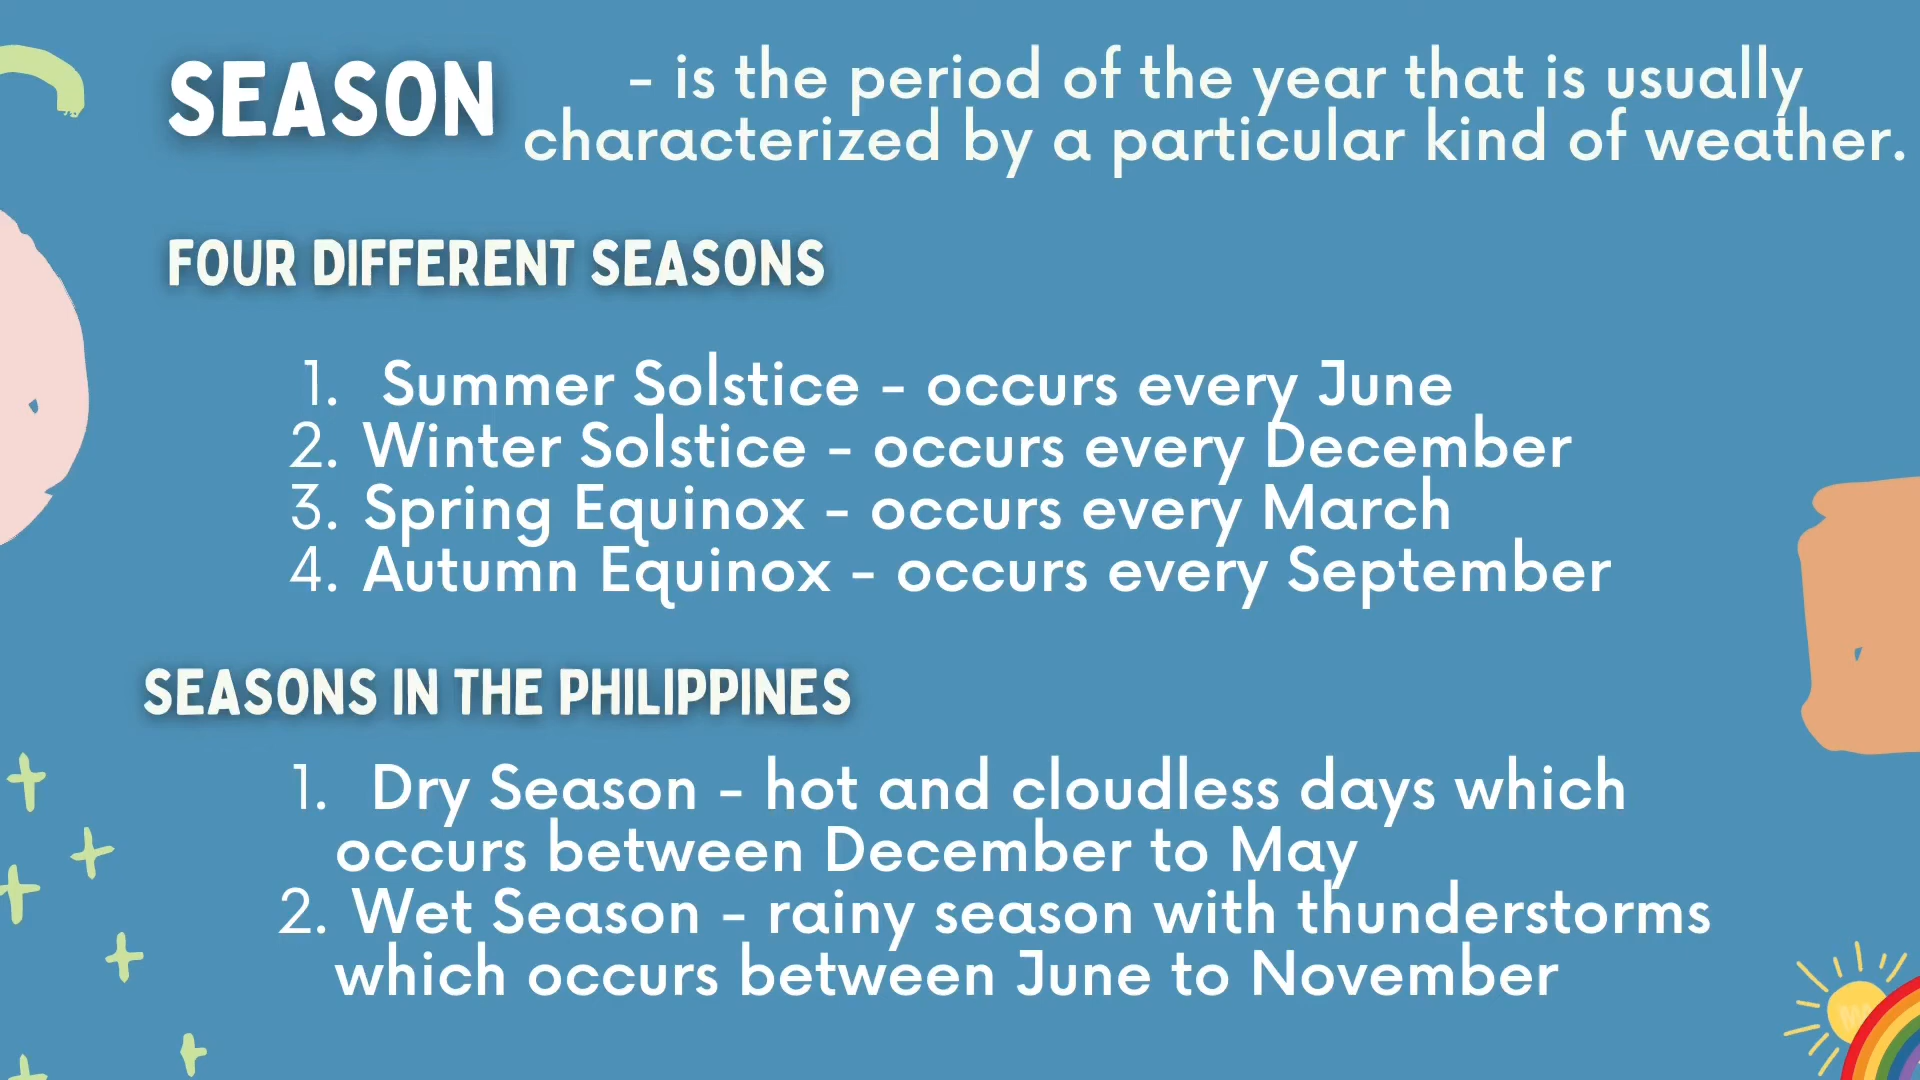 SEASON
- is the period of the year that is usually
characterized by a particular kind of weather.
FOUR DIFFERENT SEASONS
1. Summer Solstice - occurs every June
2. Winter Solstice - occurs every December
3. Spring Equinox - occurs every March
4. Autumn Equinox - occurs every September
SEASONS IN THE PHILIPPINES
1. Dry Season - hot and cloudless days which
occurs between December to May
2. Wet Season - rainy season with thunderstorms
which occurs between June to November